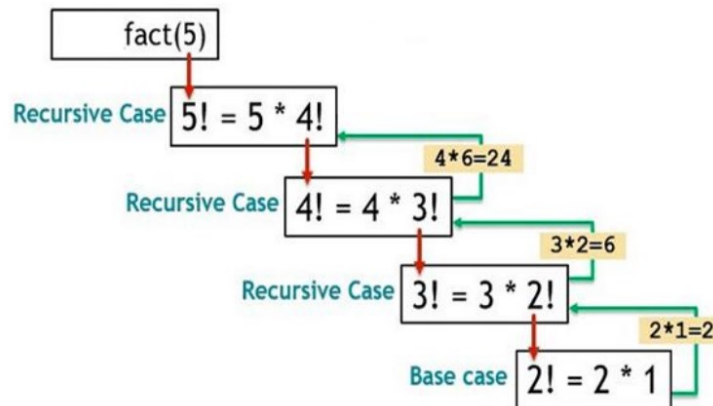 fact(5)
Recursive Case 5! = 5 * 4!
4*6=24
Recursive Case 4! = 4 * 3!
3*2=6
Recursive Case 3! = 3 * 2!
2*1=2
Base case 2! = 2 * 1